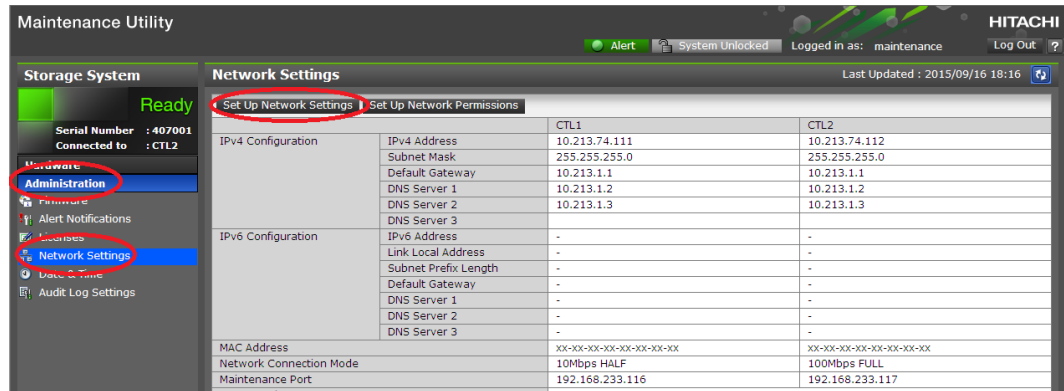 Maintenance Utility
HITACHI
Alert System Unlocked Logged in as: maintenance Log Out ?
Storage System
Ready
Serial Number : 407001
Connected to : CTL2
Hardware
Administration
Firmware
Alert Notifications
Licenses
Network Settings
Date & Time
Audit Log Settings
Network Settings Last Updated : 2015/09/16 18:16
Set Up Network Settings Set Up Network Permissions
CTL1 CTL2
IPv4 Configuration IPv4 Address 10.213.74.111 10.213.74.112
Subnet Mask 255.255.255.0 255.255.255.0
Default Gateway 10.213.1.1 10.213.1.1
DNS Server 1 10.213.1.2 10.213.1.2
DNS Server 2 10.213.1.3 10.213.1.3
DNS Server 3
IPv6 Configuration IPv6 Address - -
Link Local Address - -
Subnet Prefix Length - -
Default Gateway - -
DNS Server 1 - -
DNS Server 2 - -
DNS Server 3 - -
MAC Address xx-xx-xx-xx-xx-xx-xx-xx xx-xx-xx-xx-xx-xx-xx-xx
Network Connection Mode 10Mbps HALF 100Mbps FULL
Maintenance Port 192.168.233.116 192.168.233.117